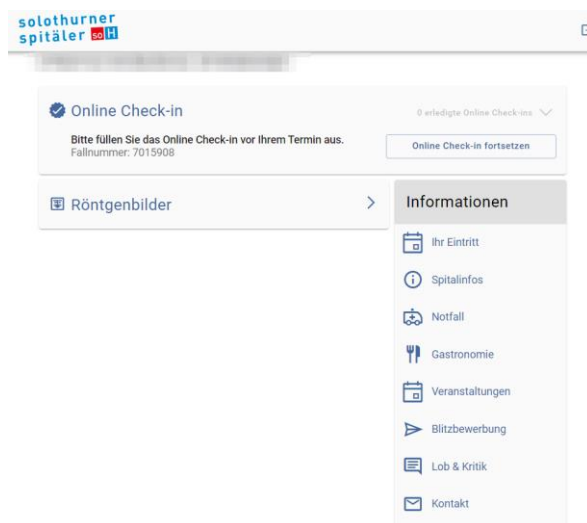 solothurner
spitäler soH
Online Check-in
0 erledigte Online Check-ins
Bitte füllen Sie das Online Check-in vor Ihrem Termin aus.
Fallnummer: 7015908
Online Check-in fortsetzen
Röntgenbilder
Informationen
Ihr Eintritt
Spitalinfos
Notfall
Gastronomie
Veranstaltungen
Blitzbewerbung
Lob & Kritik
Kontakt